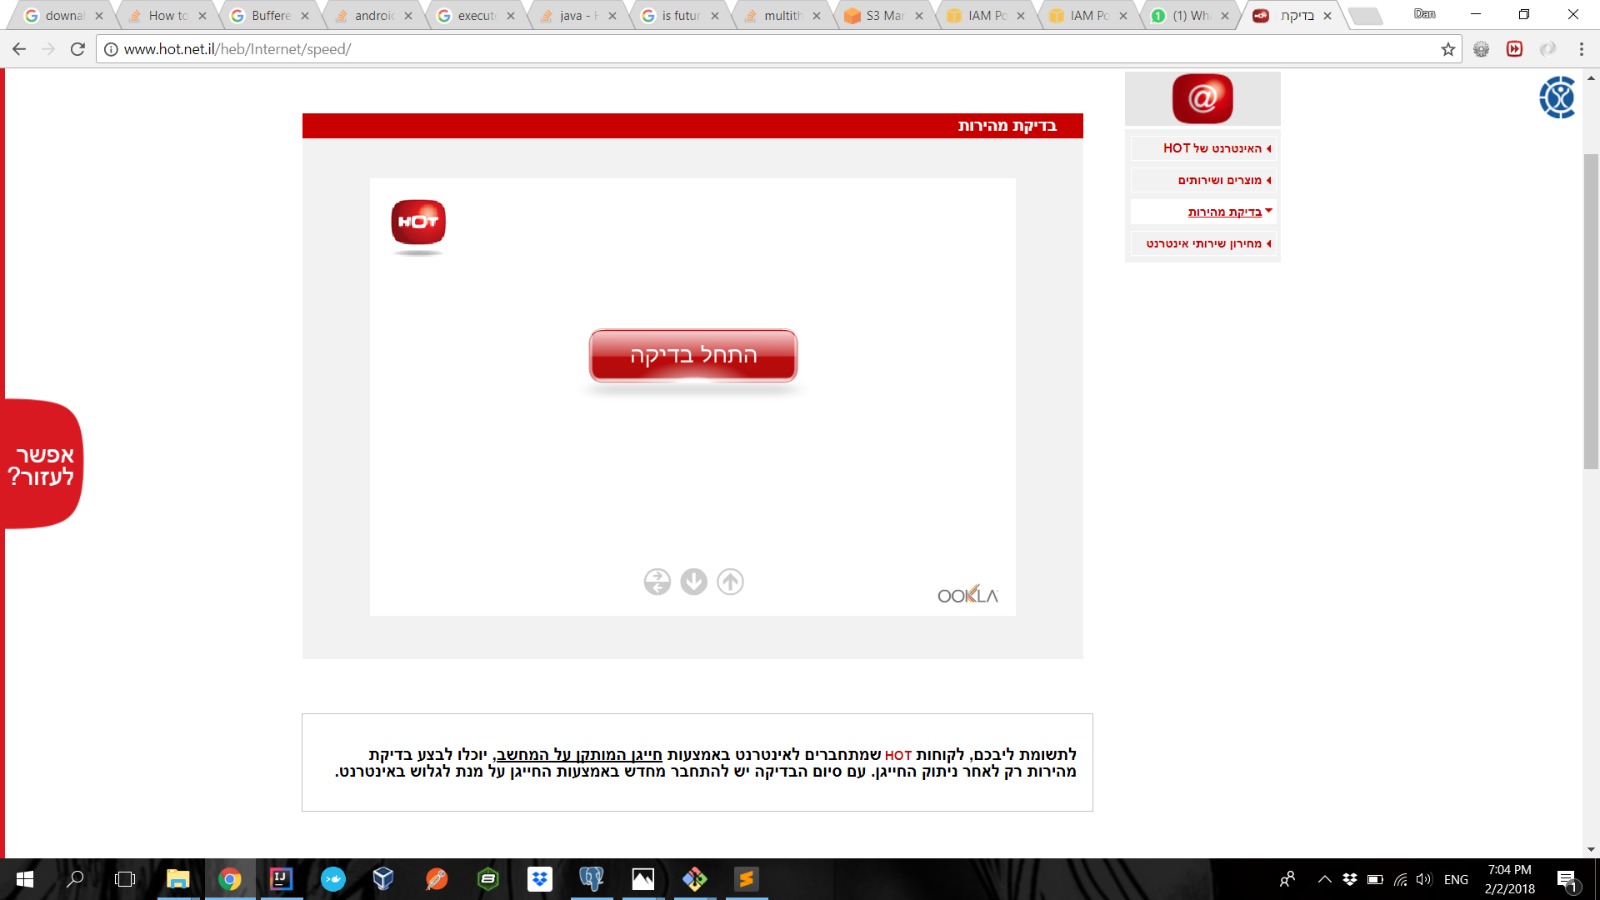 downal
How to
Buffere
androic
execut
java - H
is futur
multith
S3 Mar
IAM Po
IAM Po
(1) Wh
בדיקת
Dan
www.hot.net.il/heb/Internet/speed/
@
האינטרנט של HOT
מוצרים ושירותים
בדיקת מהירות
מחירון שירותי אינטרנט
בדיקת מהירות
HOT
התחל בדיקה
OOKLA
אפשר
לעזור?
לתשומת ליבכם, לקוחות HOT שמתחברים לאינטרנט באמצעות חייגן המותקן על המחשב, יוכלו לבצע בדיקת
מהירות רק לאחר ניתוק החייגן. עם סיום הבדיקה יש להתחבר מחדש באמצעות החייגן על מנת לגלוש באינטרנט.
ENG
7:04 PM
2/2/2018
1